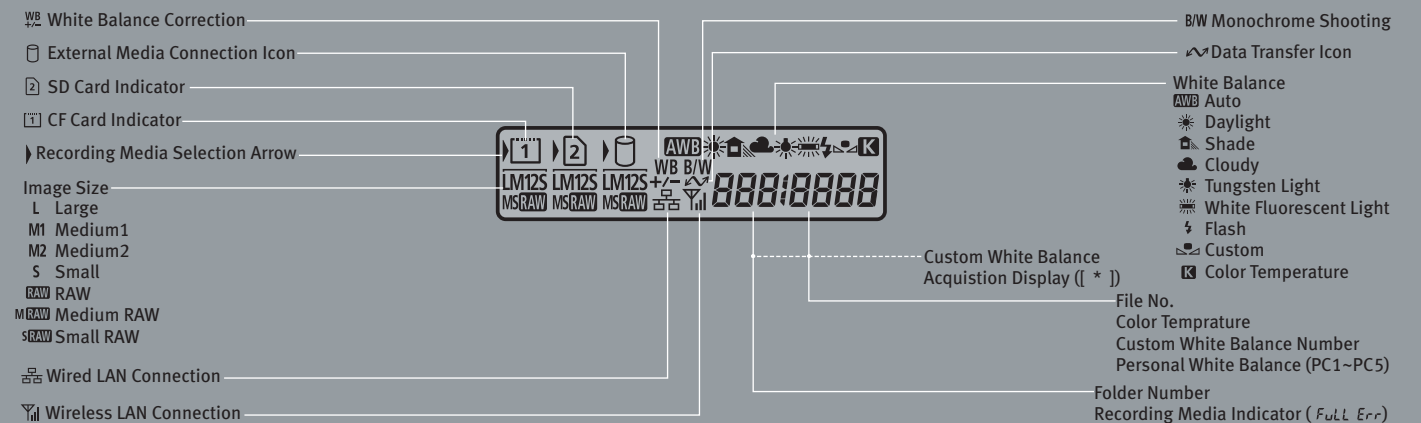 WB +/- White Balance Correction
External Media Connection Icon
2 SD Card Indicator
1 CF Card Indicator
Recording Media Selection Arrow
Image Size
L Large
M1 Medium1
M2 Medium2
S Small
RAW RAW
MRAW Medium RAW
SRAW Small RAW
Wired LAN Connection
Wireless LAN Connection
1 2 AWB K
WB B/W
LM12S LM12S LM12S +/-
MSRAW MSRAW MSRAW 888:8888
B/W Monochrome Shooting
Data Transfer Icon
White Balance
AWB Auto
Daylight
Shade
Cloudy
Tungsten Light
White Fluorescent Light
Flash
Custom
K Color Temperature
Custom White Balance
Acquistion Display ([ * ])
File No.
Color Temprature
Custom White Balance Number
Personal White Balance (PC1~PC5)
Folder Number
Recording Media Indicator ( FuLL Err)